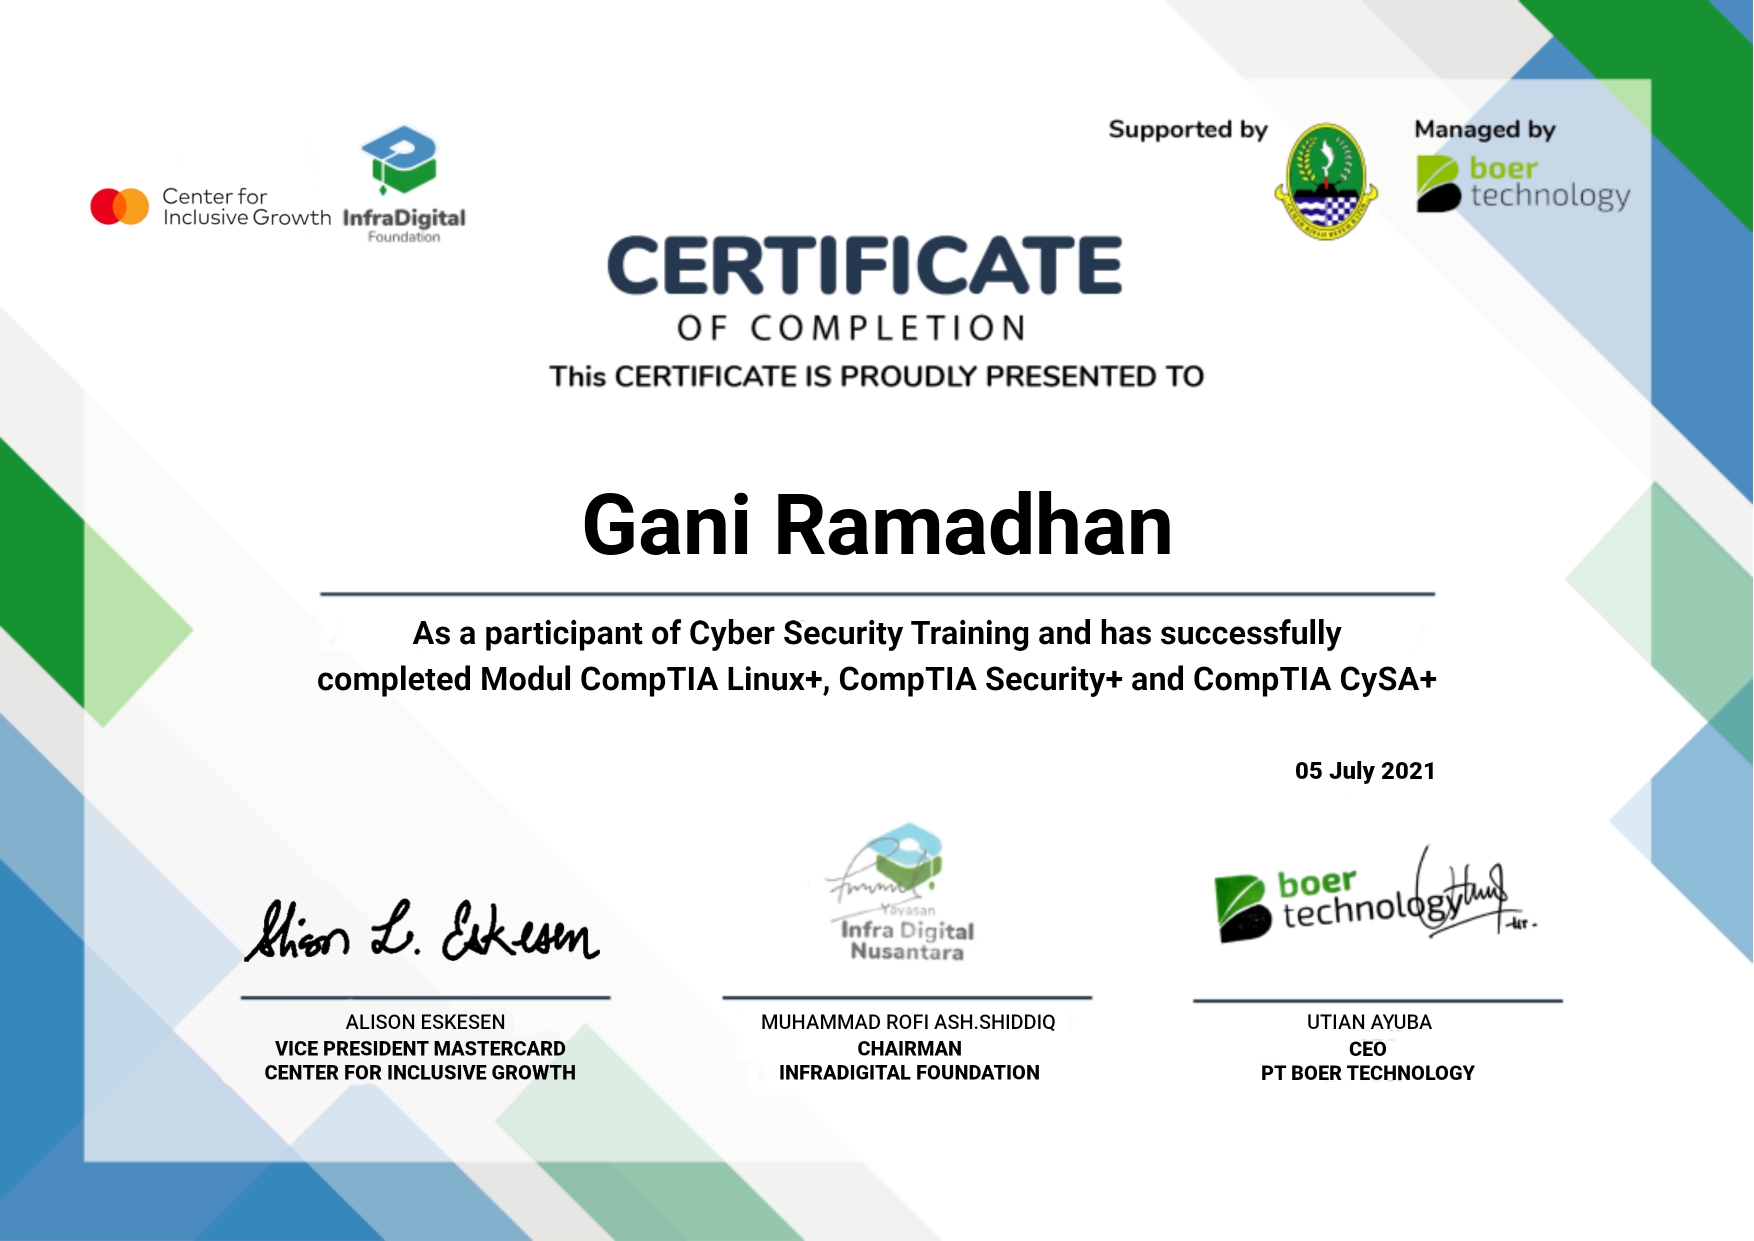 Center for
Inclusive Growth
InfraDigital
Foundation
Supported by
Managed by
boer
technology
CERTIFICATE
OF COMPLETION
This CERTIFICATE IS PROUDLY PRESENTED TO
Gani Ramadhan
As a participant of Cyber Security Training and has successfully
completed Modul CompTIA Linux+, CompTIA Security+ and CompTIA CySA+
05 July 2021
Alison L. Eskesen
Yayasan
Infra Digital
Nusantara
boer
technology
ALISON ESKESEN
VICE PRESIDENT MASTERCARD
CENTER FOR INCLUSIVE GROWTH
MUHAMMAD ROFI ASH.SHIDDIQ
CHAIRMAN
INFRADIGITAL FOUNDATION
UTIAN AYUBA
CEO
PT BOER TECHNOLOGY